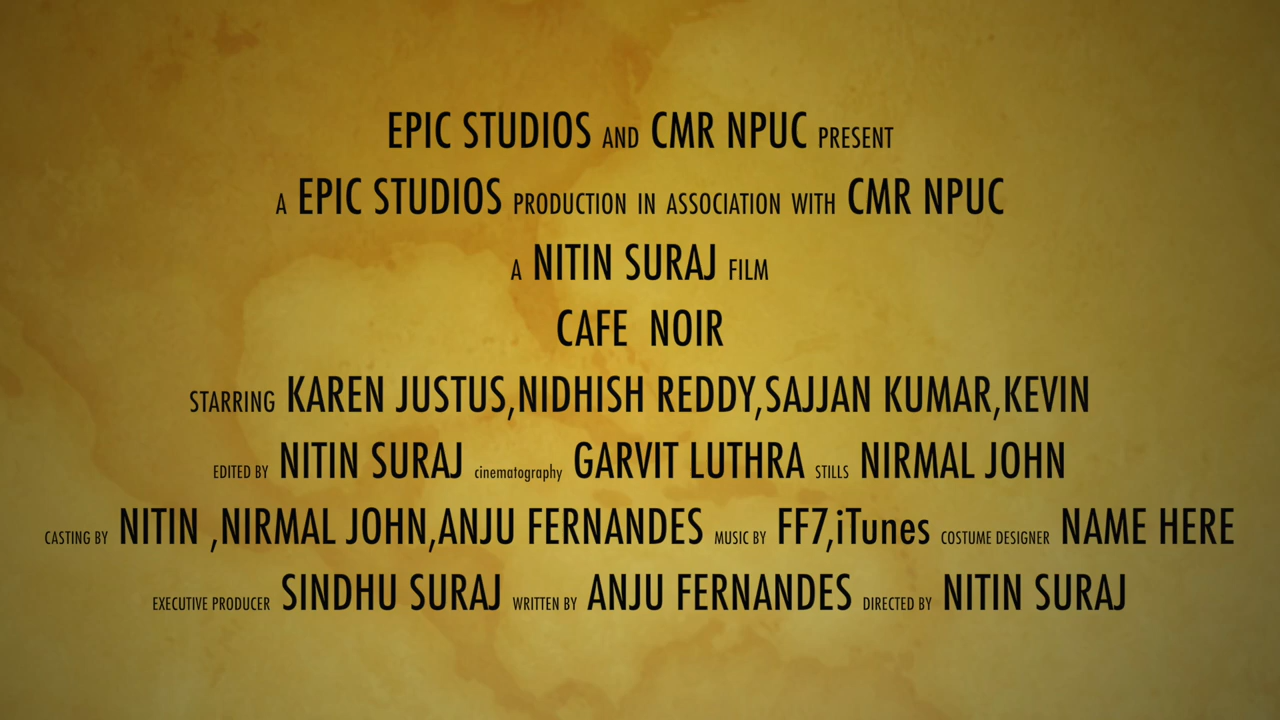 EPIC STUDIOS AND CMR NPUC PRESENT
A EPIC STUDIOS PRODUCTION IN ASSOCIATION WITH CMR NPUC
A NITIN SURAJ FILM
CAFE NOIR
STARRING KAREN JUSTUS,NIDHISH REDDY,SAJJAN KUMAR,KEVIN
EDITED BY NITIN SURAJ cinematography GARVIT LUTHRA STILLS NIRMAL JOHN
CASTING BY NITIN ,NIRMAL JOHN,ANJU FERNANDES MUSIC BY FF7,iTunes COSTUME DESIGNER NAME HERE
EXECUTIVE PRODUCER SINDHU SURAJ WRITTEN BY ANJU FERNANDES DIRECTED BY NITIN SURAJ